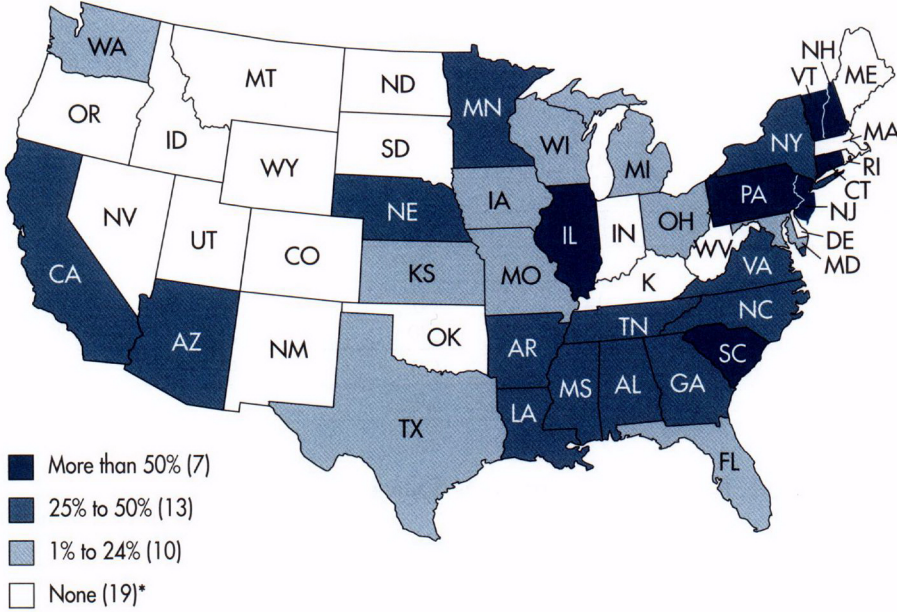 WA
MT
ND
MN
OR
ID
SD
WI
MI
NH
VT
ME
NY
MA
RI
CT
WY
NE
IA
PA
NJ
NV
UT
CO
IL
IN
OH
WV
DE
MD
CA
KS
MO
K
VA
AZ
NM
OK
AR
TN
NC
SC
TX
LA
MS
AL
GA
FL
More than 50% (7)
25% to 50% (13)
1% to 24% (10)
None (19)*